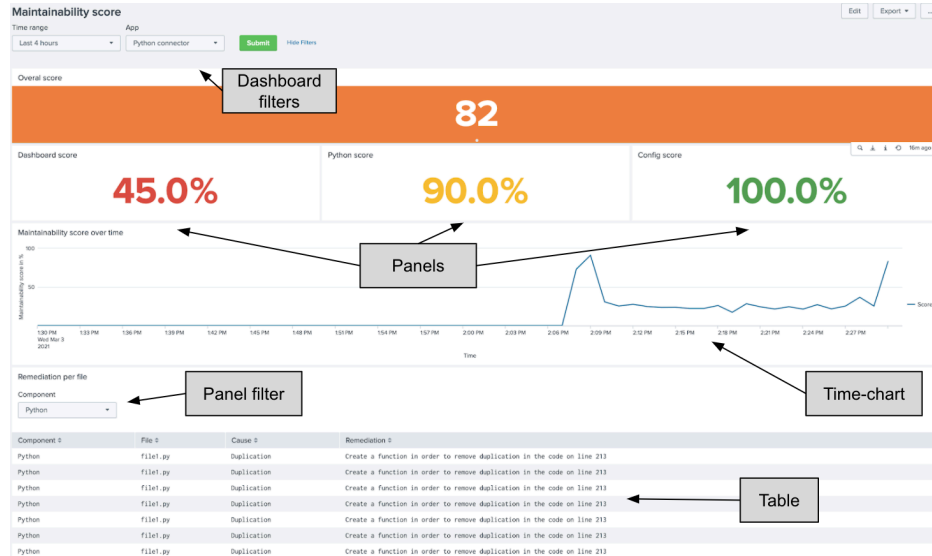 Maintainability score
Edit Export ...
Time range App
Last 4 hours Python connector Submit Hide Filters
Overal score
Dashboard
filters
82
Dashboard score Python score Config score 16m ago
45.0% 90.0% 100.0%
Maintainability score over time
Panels
Maintainability score in %
100
50
Score
1:30 PM 1:33 PM 1:36 PM 1:39 PM 1:42 PM 1:45 PM 1:48 PM 1:51 PM 1:54 PM 1:57 PM 2:00 PM 2:03 PM 2:06 PM 2:09 PM 2:12 PM 2:15 PM 2:18 PM 2:21 PM 2:24 PM 2:27 PM
Wed Mar 3
2021
Time
Remediation per file
Component
Python
Panel filter
Time-chart
Component File Cause Remediation
Python file1.py Duplication Create a function in order to remove duplication in the code on line 213
Python file1.py Duplication Create a function in order to remove duplication in the code on line 213
Python file1.py Duplication Create a function in order to remove duplication in the code on line 213
Python file1.py Duplication Create a function in order to remove duplication in the code on line 213
Table
Python file1.py Duplication Create a function in order to remove duplication in the code on line 213
Python file1.py Duplication Create a function in order to remove duplication in the code on line 213
Python file1.py Duplication Create a function in order to remove duplication in the code on line 213